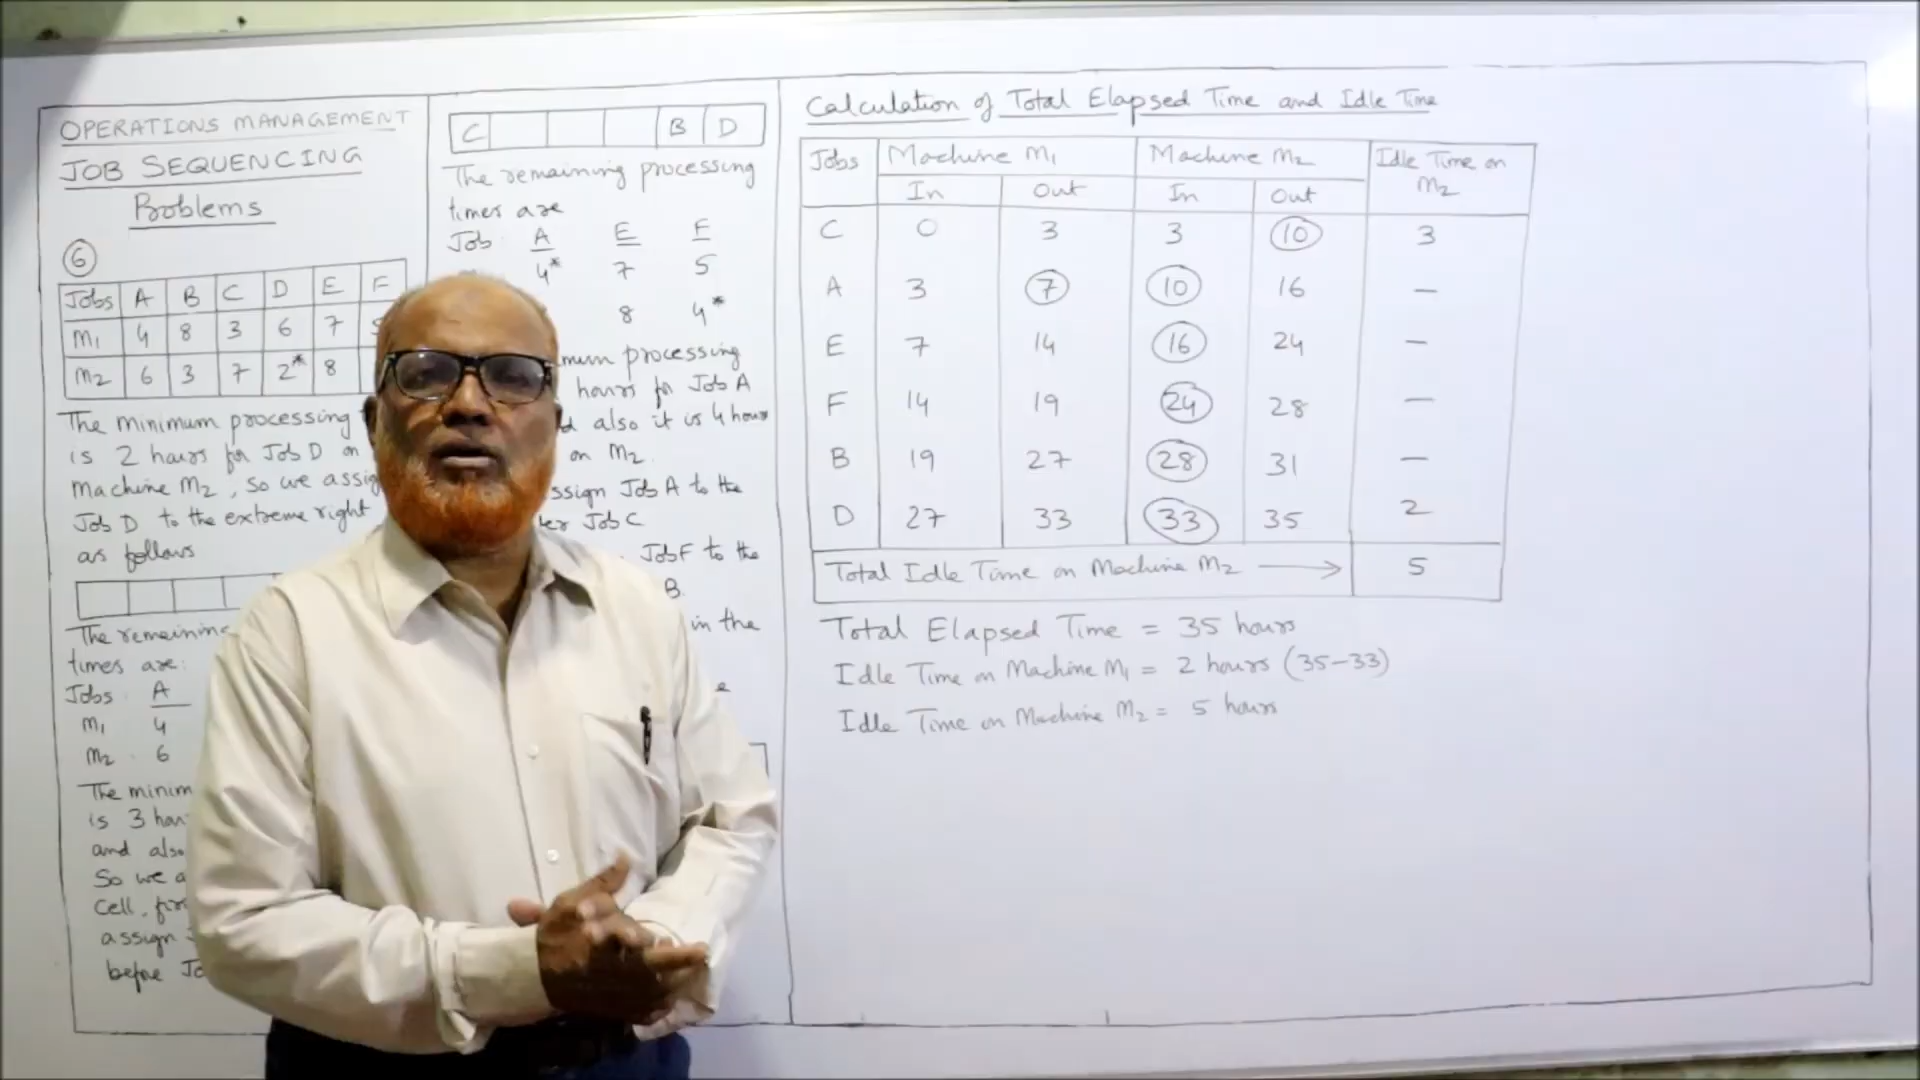 OPERATIONS MANAGEMENT
JOB SEQUENCING
Problems
6
Jobs A B C D E F
M1 4 8 3 6 7
M2 6 3 7 2* 8
The minimum processing
is 2 hours for Job D on
Machine M2, So we assign
Job D to the extreme right
as follows
The remaining
times are:
Jobs A
M1 4
M2 6
The minim
is 3 hou
and also
So we a
Cell, fir
assign
before Jo
C B D
The remaining processing
times are
Job A E F
4* 7 5
8 4*
mum processing
hours for Job A
d also it is 4 hours
on M2.
ssign Job A to the
ter Job C
Job F to the
B.
in the
e
Calculation of Total Elapsed Time and Idle Time
Jobs Machine M1 Machine M2 Idle Time on M2
In Out In Out
C 0 3 3 10 3
A 3 7 10 16 —
E 7 14 16 24 —
F 14 19 24 28 —
B 19 27 28 31 —
D 27 33 33 35 2
Total Idle Time on Machine M2 → 5
Total Elapsed Time = 35 hours
Idle Time on Machine M1 = 2 hours (35-33)
Idle Time on Machine M2 = 5 hours